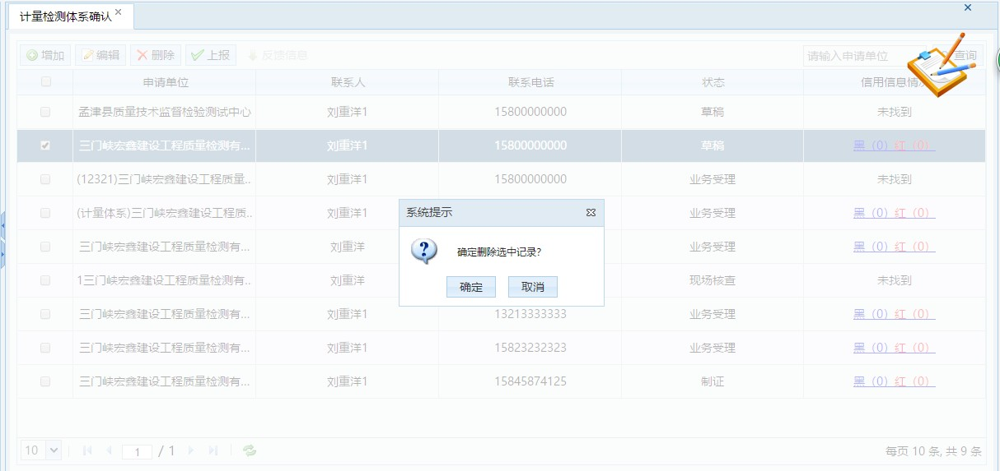 计量检测体系确认
增加 编辑 删除 上报 反馈信息 请输入申请单位 查询
申请单位 联系人 联系电话 状态 信用信息情
孟津县质量技术监督检验测试中心 刘重洋1 15800000000 草稿 未找到
三门峡宏鑫建设工程质量检测有... 刘重洋1 15800000000 草稿 黑（0）红（0）
(12321)三门峡宏鑫建设工程质量... 刘重洋1 15800000000 业务受理 未找到
(计量体系)三门峡宏鑫建设工程质... 刘重洋1 业务受理 黑（0）红（0）
三门峡宏鑫建设工程质量检测有... 刘重洋 业务受理 黑（0）红（0）
1三门峡宏鑫建设工程质量检测有... 刘重洋 现场核查 未找到
三门峡宏鑫建设工程质量检测有... 刘重洋1 13213333333 业务受理 黑（0）红（0）
三门峡宏鑫建设工程质量检测有... 刘重洋1 15823232323 业务受理 黑（0）红（0）
三门峡宏鑫建设工程质量检测有... 刘重洋1 15845874125 制证 黑（0）红（0）
系统提示
确定删除选中记录?
确定 取消
10 1 / 1 每页 10 条, 共 9 条